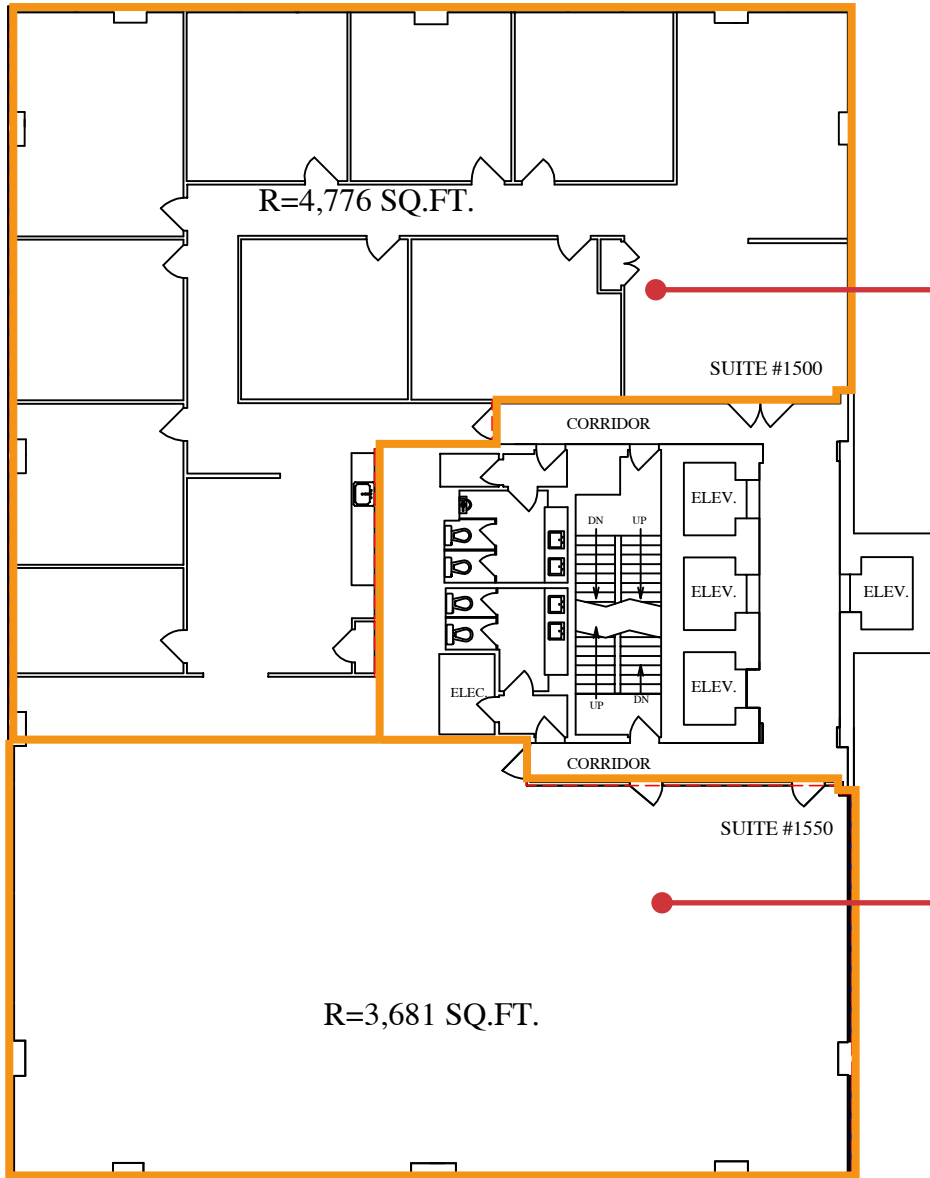 R=4,776 SQ.FT.
SUITE #1500
CORRIDOR
ELEV.
DN UP
ELEV. ELEV.
ELEV.
ELEC.
UP DN
CORRIDOR
SUITE #1550
R=3,681 SQ.FT.